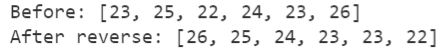 Before: [23, 25, 22, 24, 23, 26]
After reverse: [26, 25, 24, 23, 23, 22]